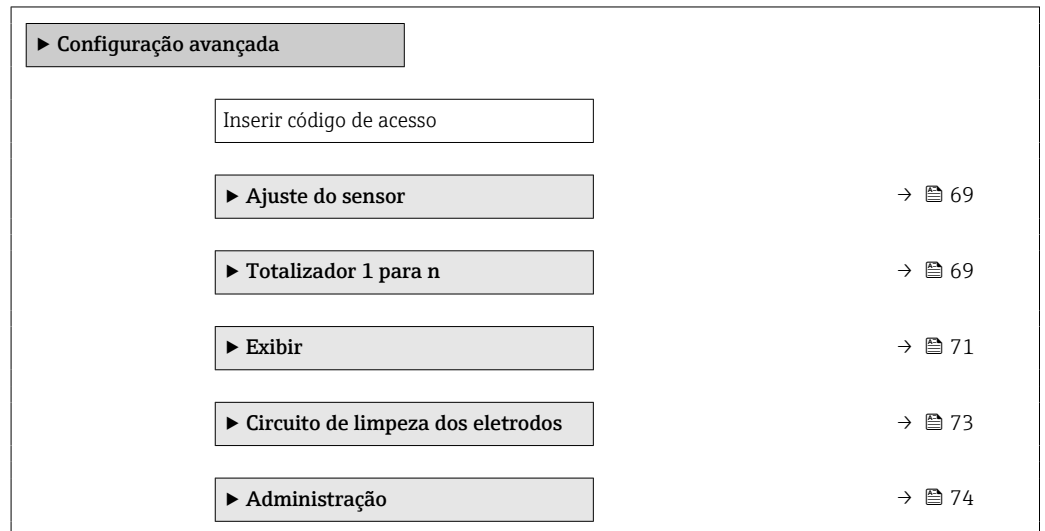 ▶ Configuração avançada
Inserir código de acesso
▶ Ajuste do sensor → 69
▶ Totalizador 1 para n → 69
▶ Exibir → 71
▶ Circuito de limpeza dos eletrodos → 73
▶ Administração → 74